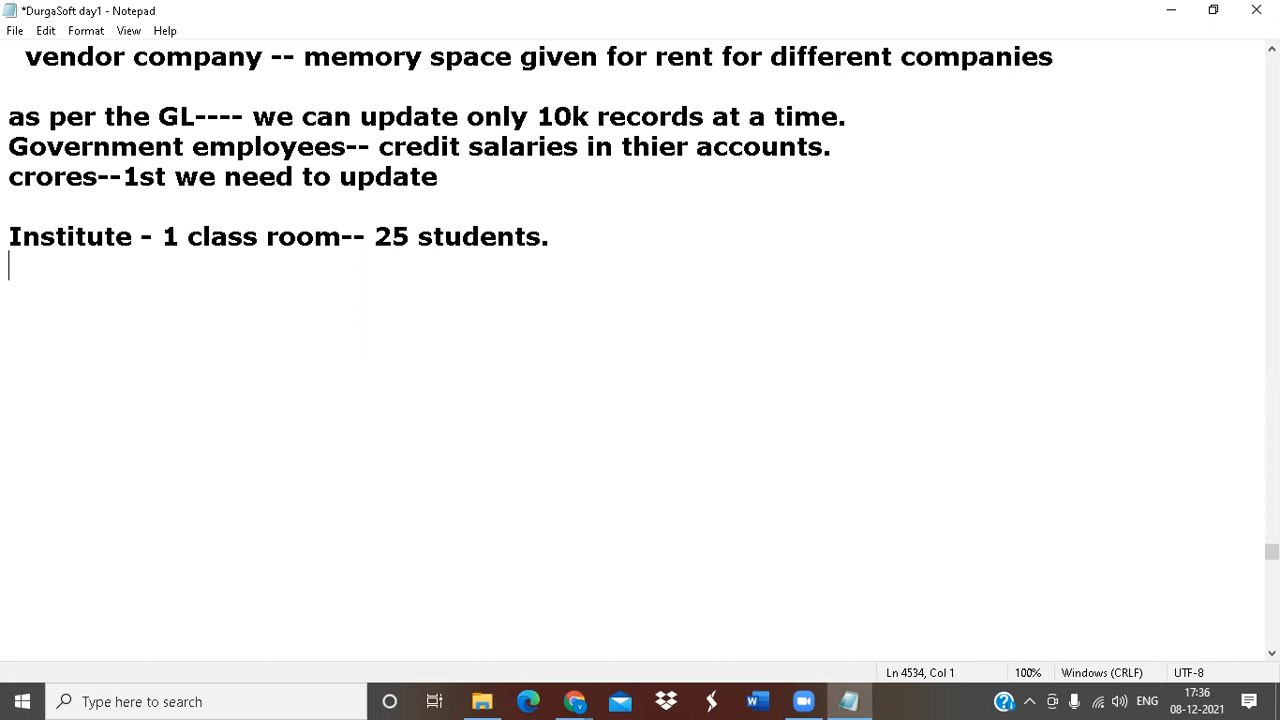 *DurgaSoft day1 - Notepad
File Edit Format View Help
vendor company -- memory space given for rent for different companies
as per the GL---- we can update only 10k records at a time.
Government employees-- credit salaries in thier accounts.
crores--1st we need to update
Institute - 1 class room-- 25 students.
Ln 4534, Col 1 100% Windows (CRLF) UTF-8
Type here to search
ENG
17:36
08-12-2021